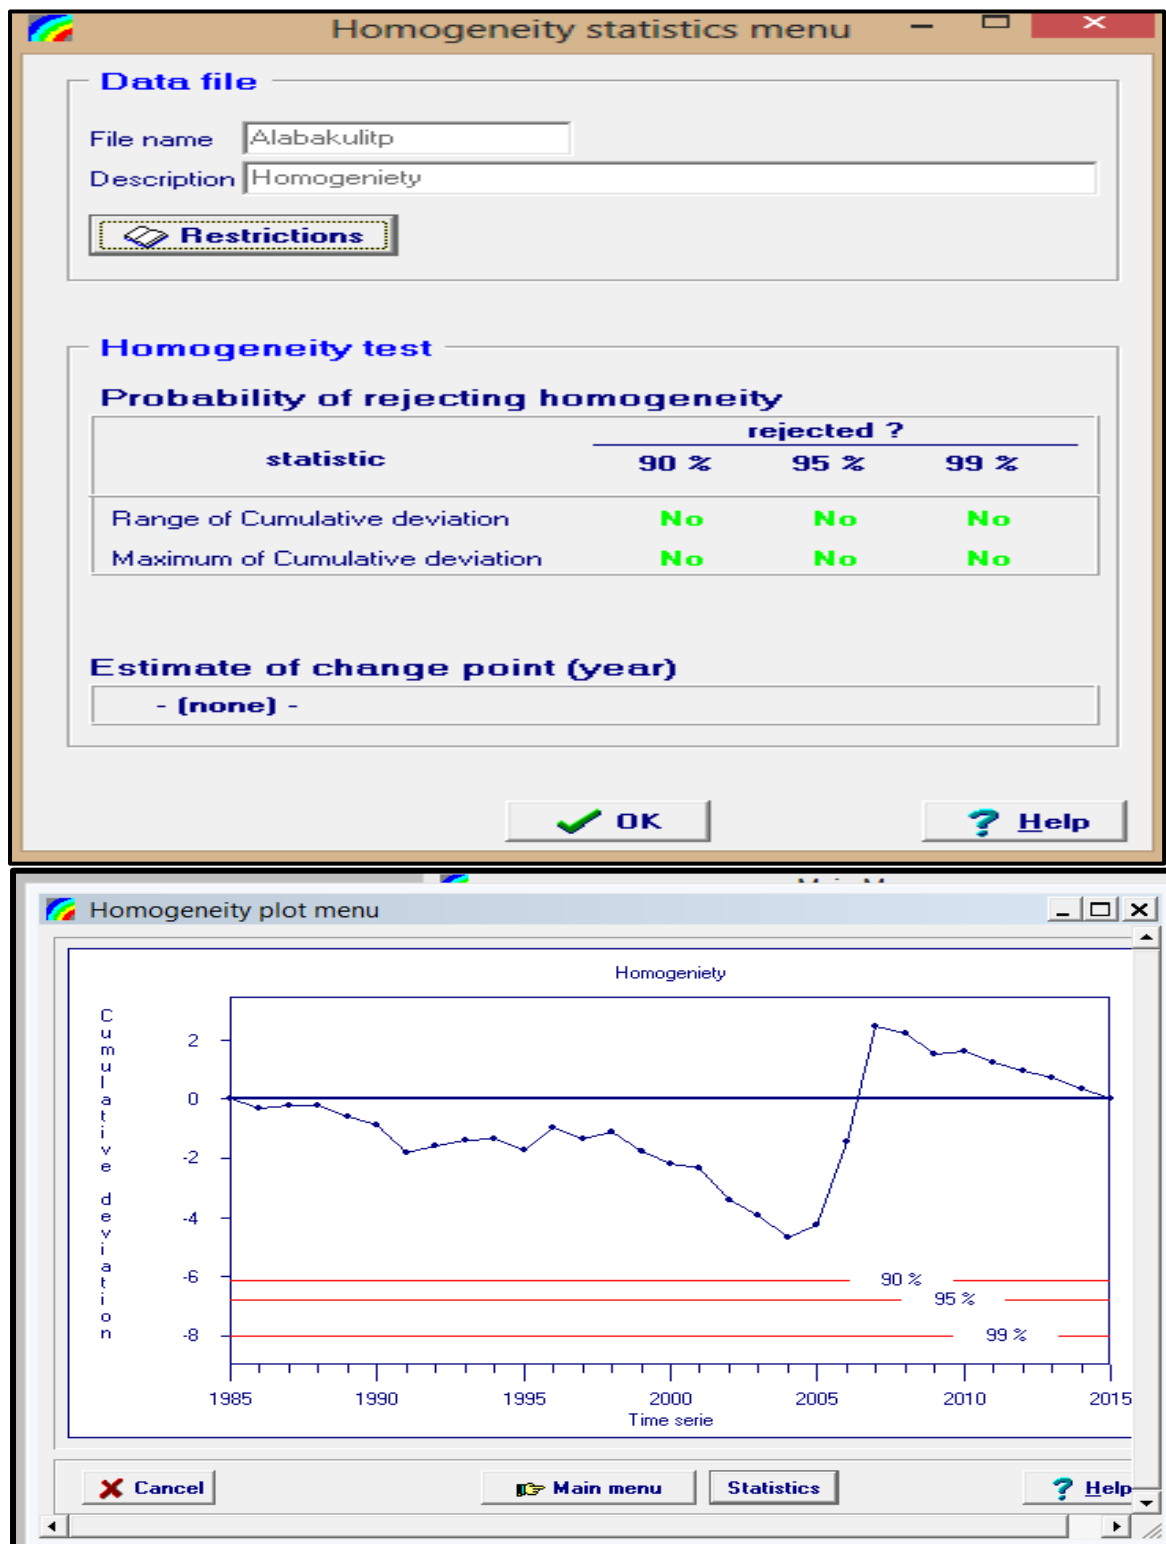 Homogeneity statistics menu
Data file
File name Alabakulitp
Description Homogeniety
Restrictions
Homogeneity test
Probability of rejecting homogeneity
rejected ?
statistic 90 % 95 % 99 %
Range of Cumulative deviation No No No
Maximum of Cumulative deviation No No No
Estimate of change point (year)
- (none) -
OK Help
Homogeneity plot menu
Homogeniety
Cumulative deviation
2
0
-2
-4
-6
-8
90 %
95 %
99 %
1985 1990 1995 2000 2005 2010 2015
Time serie
Cancel Main menu Statistics Help